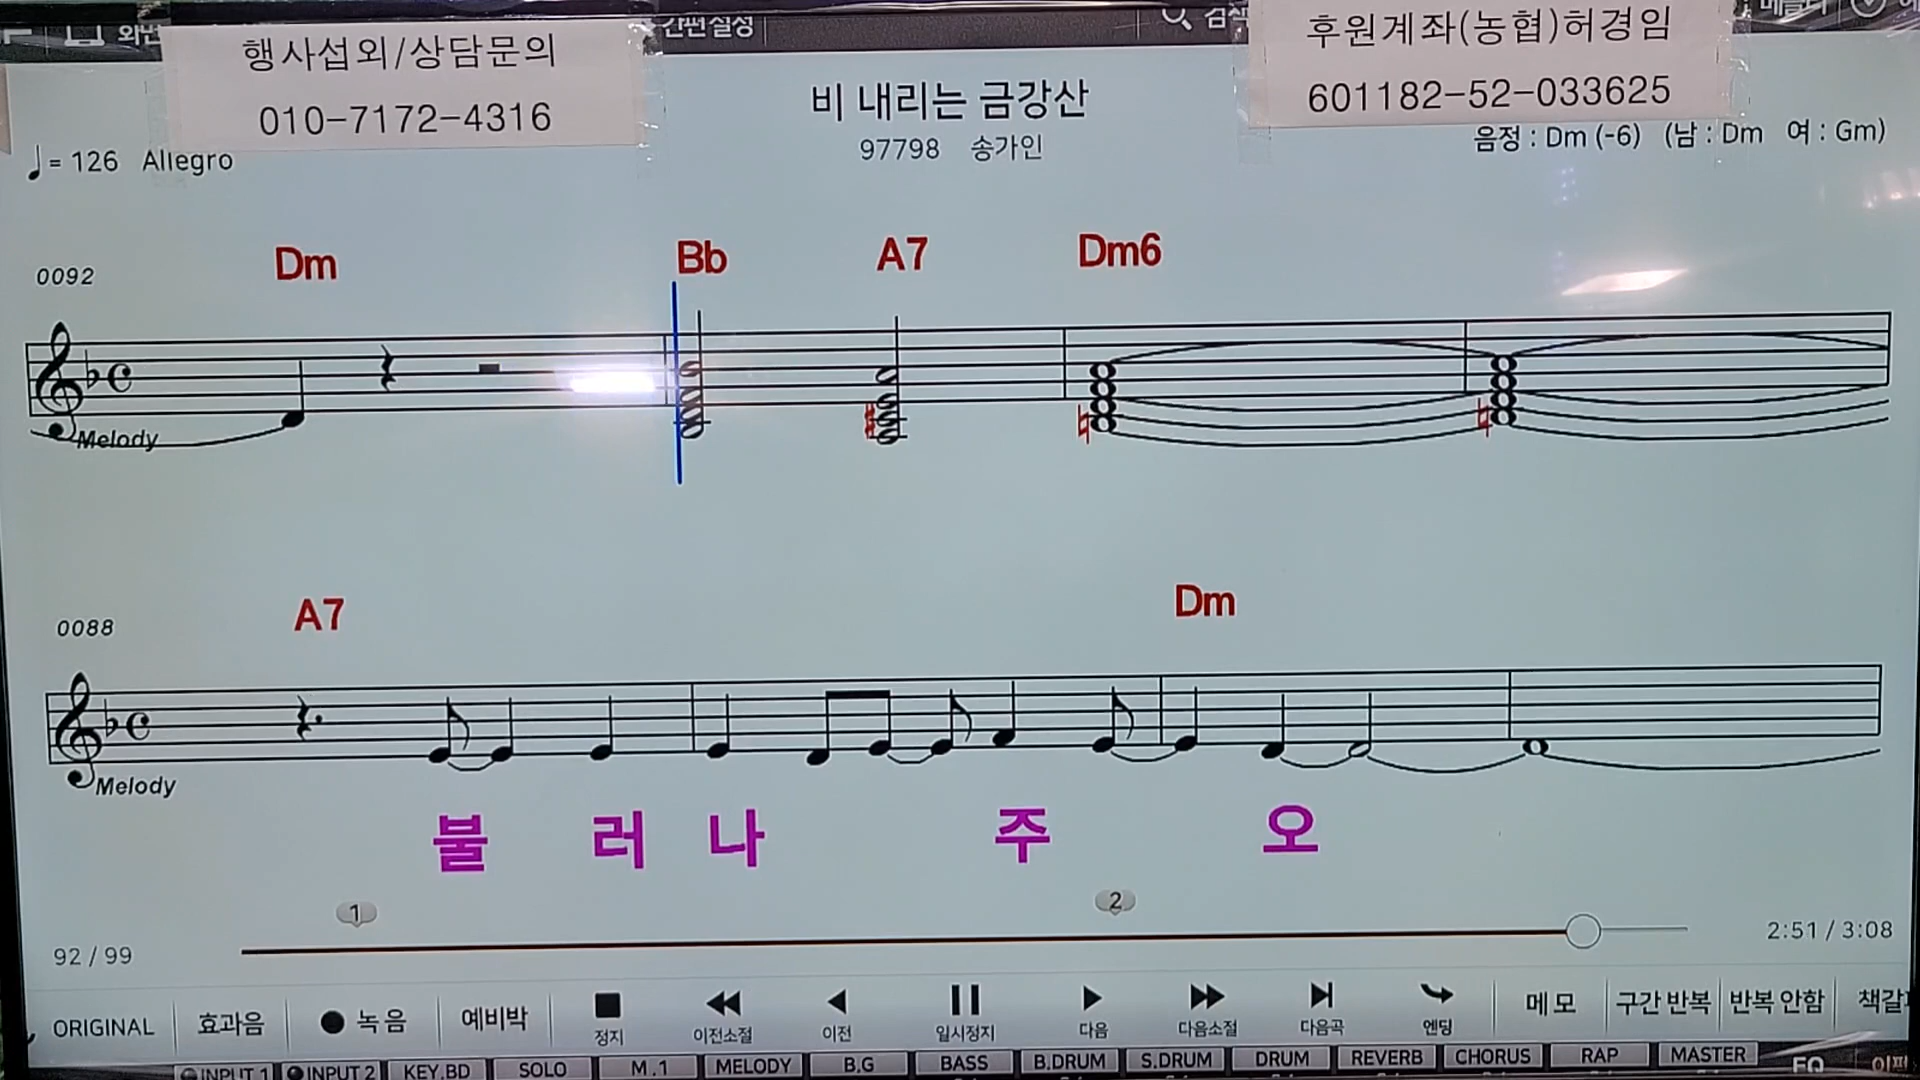 간편설정
행사섭외/상담문의
010-7172-4316
후원계좌(농협)허경임
601182-52-033625
비 내리는 금강산
97798 송가인
음정 : Dm (-6) (남 : Dm 여 : Gm)
♩= 126 Allegro
0092
Dm Bb A7 Dm6
Melody
0088
A7 Dm
Melody
불 러 나 주 오
1 2
92 / 99
2:51 / 3:08
ORIGINAL 효과음 ● 녹음 예비박 정지 이전소절 이전 일시정지 다음 다음소절 다음곡 엔딩 메모 구간반복 반복 안함
INPUT 1 INPUT 2 KEY.BD SOLO M.1 MELODY B.G BASS B.DRUM S.DRUM DRUM REVERB CHORUS RAP MASTER EQ